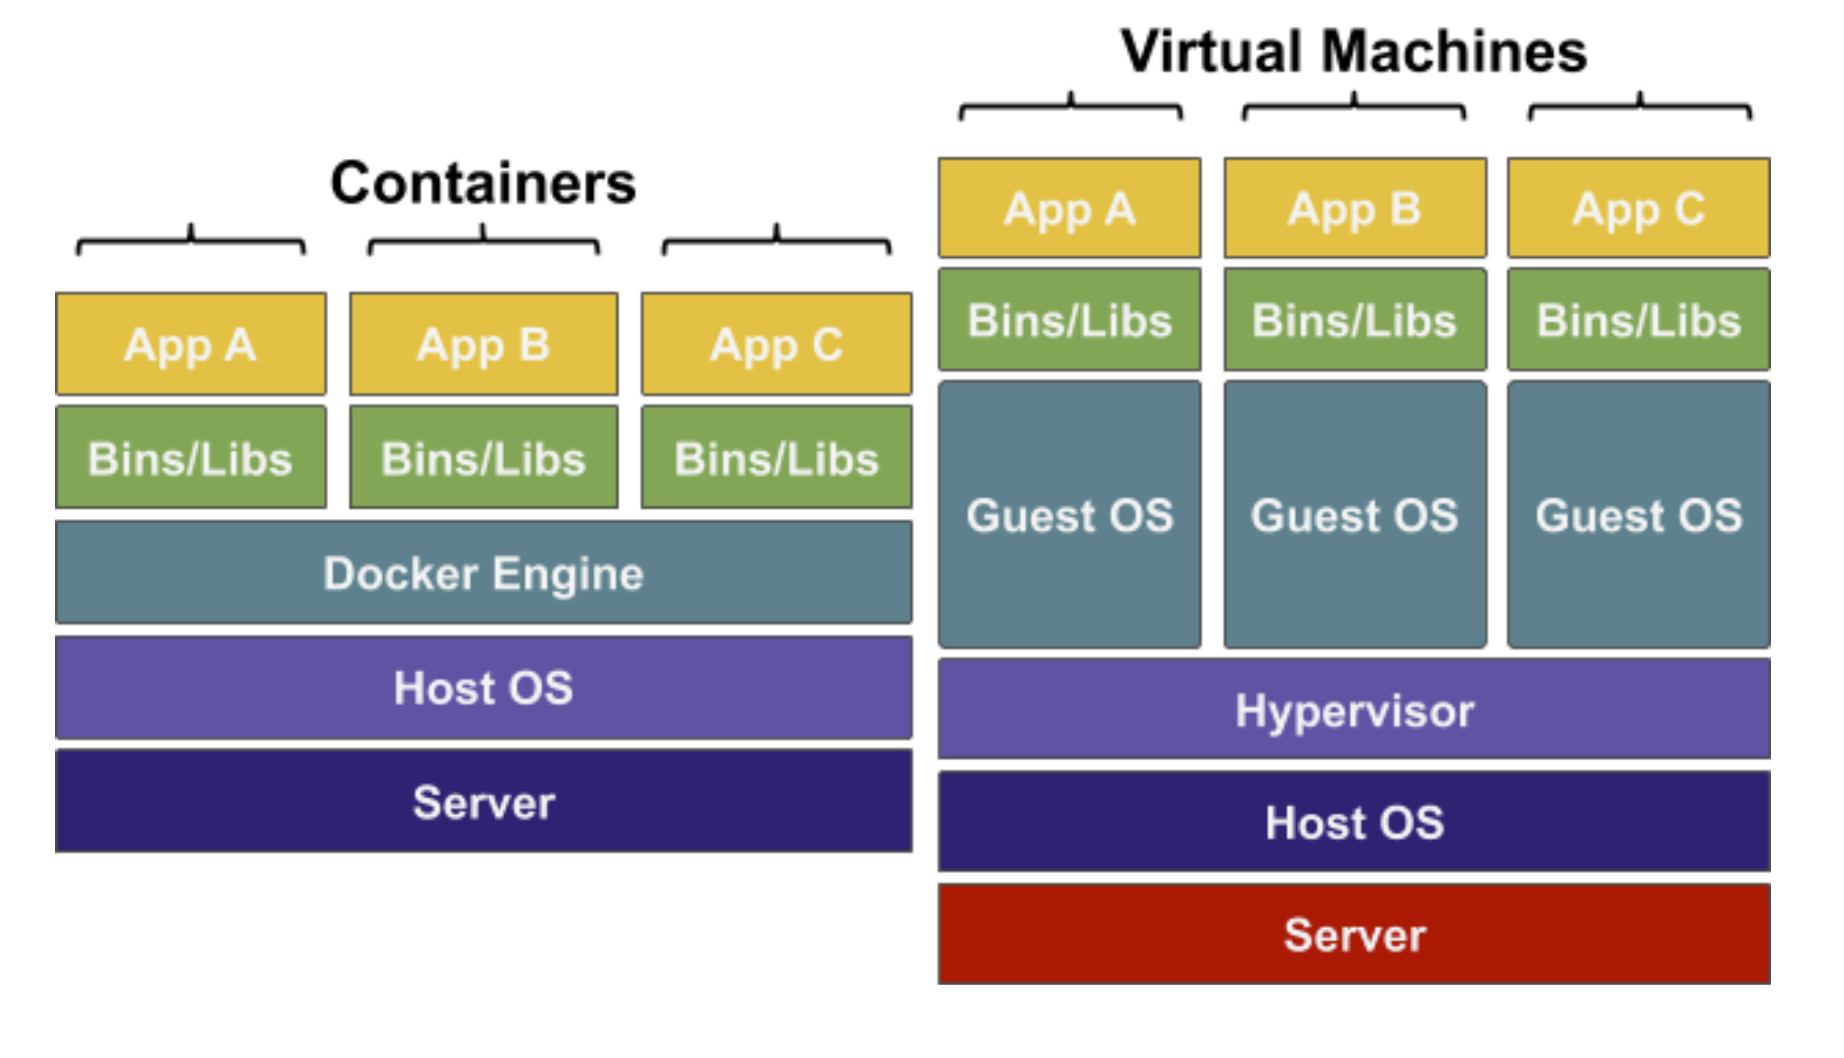 Containers
App A
App B
App C
Bins/Libs
Bins/Libs
Bins/Libs
Docker Engine
Host OS
Server
Virtual Machines
App A
App B
App C
Bins/Libs
Bins/Libs
Bins/Libs
Guest OS
Guest OS
Guest OS
Hypervisor
Host OS
Server